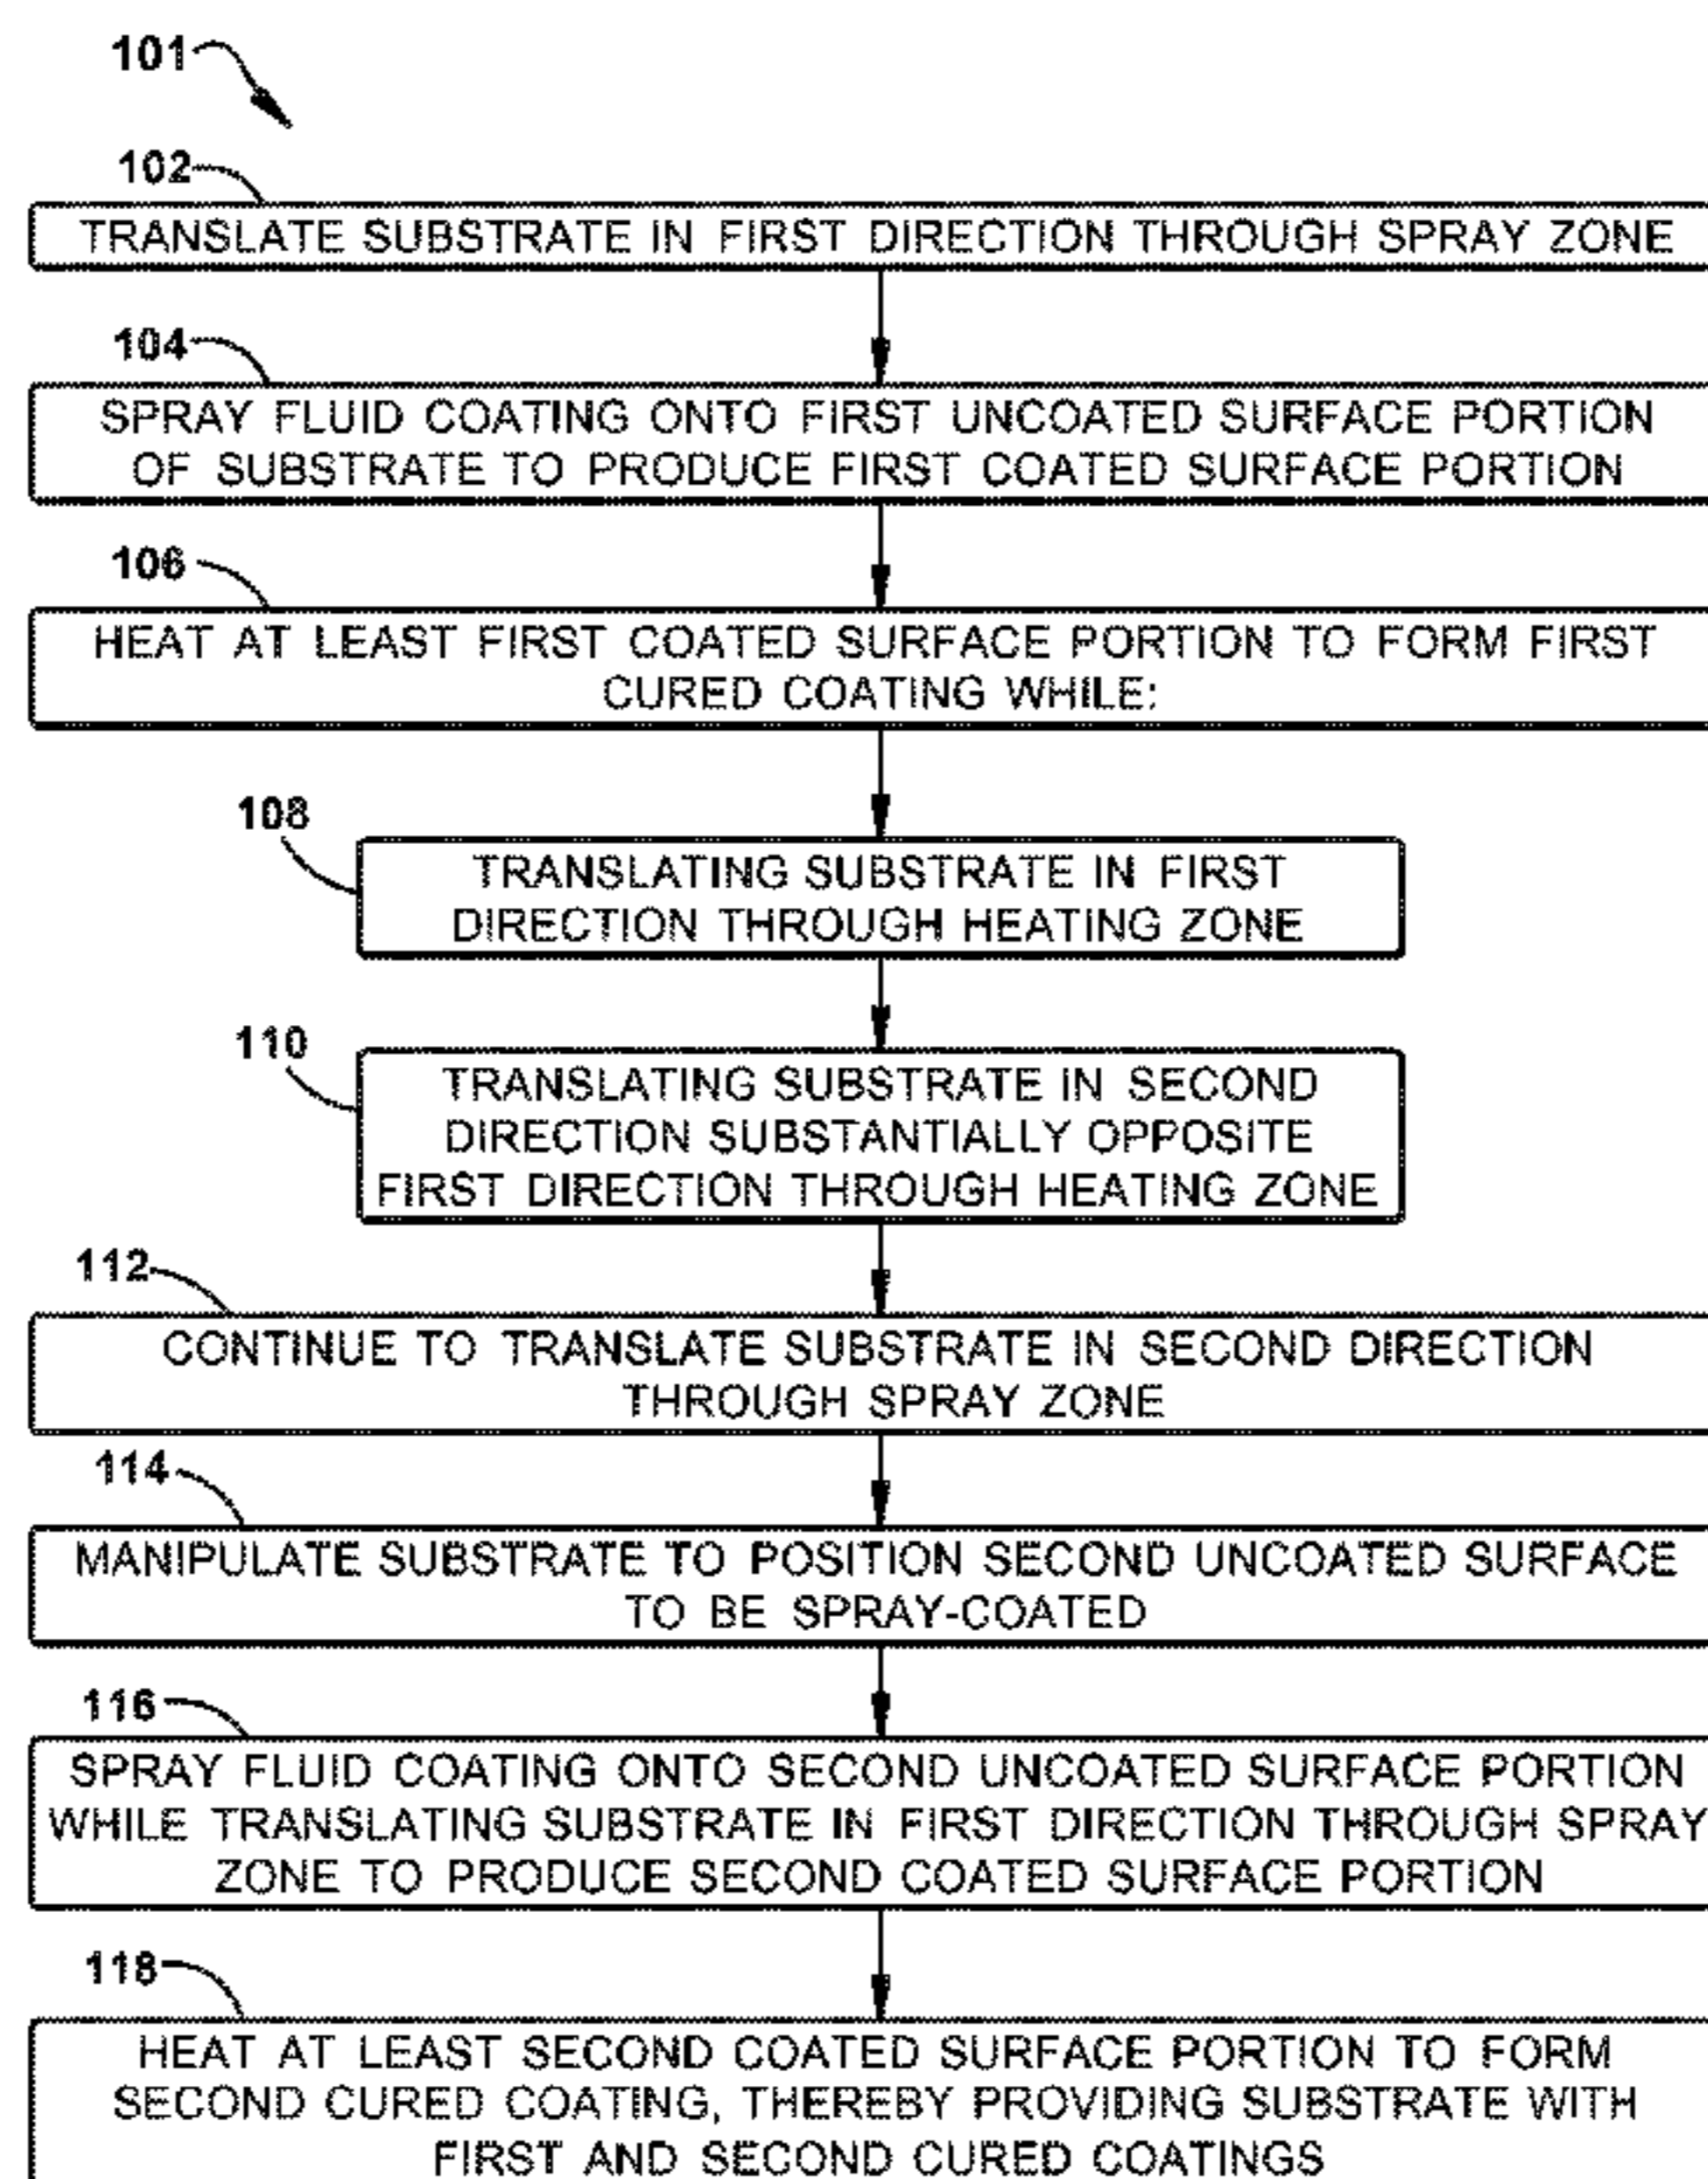 101
102
TRANSLATE SUBSTRATE IN FIRST DIRECTION THROUGH SPRAY ZONE
104
SPRAY FLUID COATING ONTO FIRST UNCOATED SURFACE PORTION
OF SUBSTRATE TO PRODUCE FIRST COATED SURFACE PORTION
106
HEAT AT LEAST FIRST COATED SURFACE PORTION TO FORM FIRST
CURED COATING WHILE:
108
TRANSLATING SUBSTRATE IN FIRST
DIRECTION THROUGH HEATING ZONE
110
TRANSLATING SUBSTRATE IN SECOND
DIRECTION SUBSTANTIALLY OPPOSITE
FIRST DIRECTION THROUGH HEATING ZONE
112
CONTINUE TO TRANSLATE SUBSTRATE IN SECOND DIRECTION
THROUGH SPRAY ZONE
114
MANIPULATE SUBSTRATE TO POSITION SECOND UNCOATED SURFACE
TO BE SPRAY-COATED
116
SPRAY FLUID COATING ONTO SECOND UNCOATED SURFACE PORTION
WHILE TRANSLATING SUBSTRATE IN FIRST DIRECTION THROUGH SPRAY
ZONE TO PRODUCE SECOND COATED SURFACE PORTION
118
HEAT AT LEAST SECOND COATED SURFACE PORTION TO FORM
SECOND CURED COATING, THEREBY PROVIDING SUBSTRATE WITH
FIRST AND SECOND CURED COATINGS